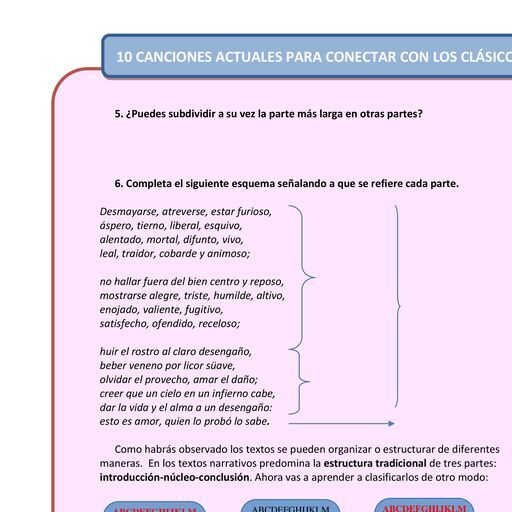 10 CANCIONES ACTUALES PARA CONECTAR CON LOS CLÁSICO
5. ¿Puedes subdividir a su vez la parte más larga en otras partes?
6. Completa el siguiente esquema señalando a que se refiere cada parte.
Desmayarse, atreverse, estar furioso,
áspero, tierno, liberal, esquivo,
alentado, mortal, difunto, vivo,
leal, traidor, cobarde y animoso;
no hallar fuera del bien centro y reposo,
mostrarse alegre, triste, humilde, altivo,
enojado, valiente, fugitivo,
satisfecho, ofendido, receloso;
huir el rostro al claro desengaño,
beber veneno por licor süave,
olvidar el provecho, amar el daño;
creer que un cielo en un infierno cabe,
dar la vida y el alma a un desengaño:
esto es amor, quien lo probó lo sabe.
Como habrás observado los textos se pueden organizar o estructurar de diferentes
maneras. En los textos narrativos predomina la estructura tradicional de tres partes:
introducción-núcleo-conclusión. Ahora vas a aprender a clasificarlos de otro modo:
ABCDEFGHIJKLM ABCDEFGHIJKLM ABCDEFGHIJKLM